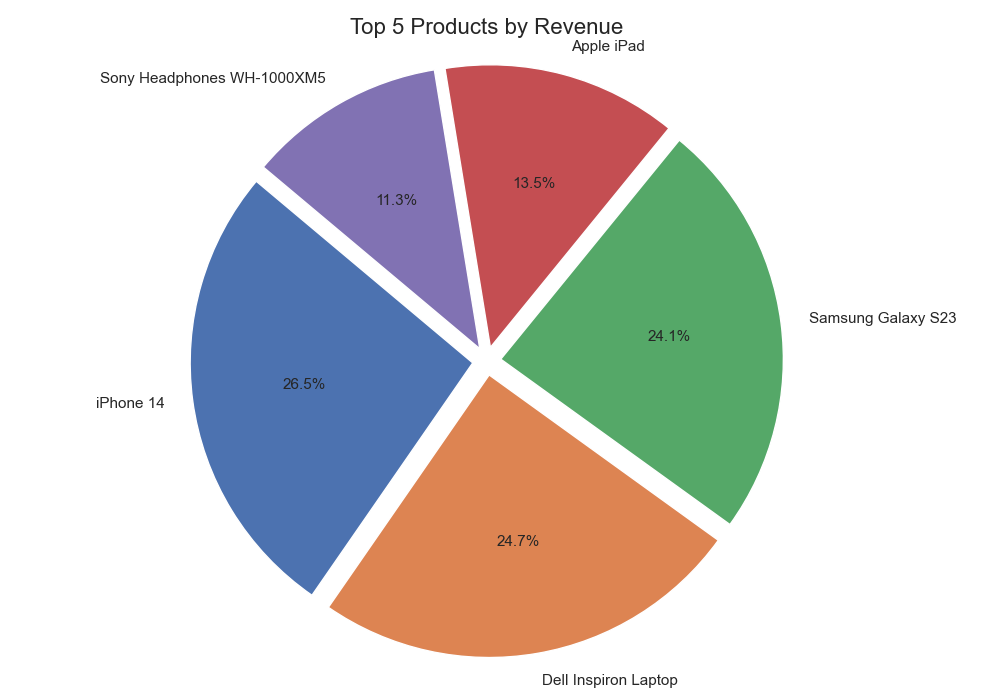 Top 5 Products by Revenue
Apple iPad
Sony Headphones WH-1000XM5
13.5%
11.3%
Samsung Galaxy S23
24.1%
26.5%
iPhone 14
24.7%
Dell Inspiron Laptop